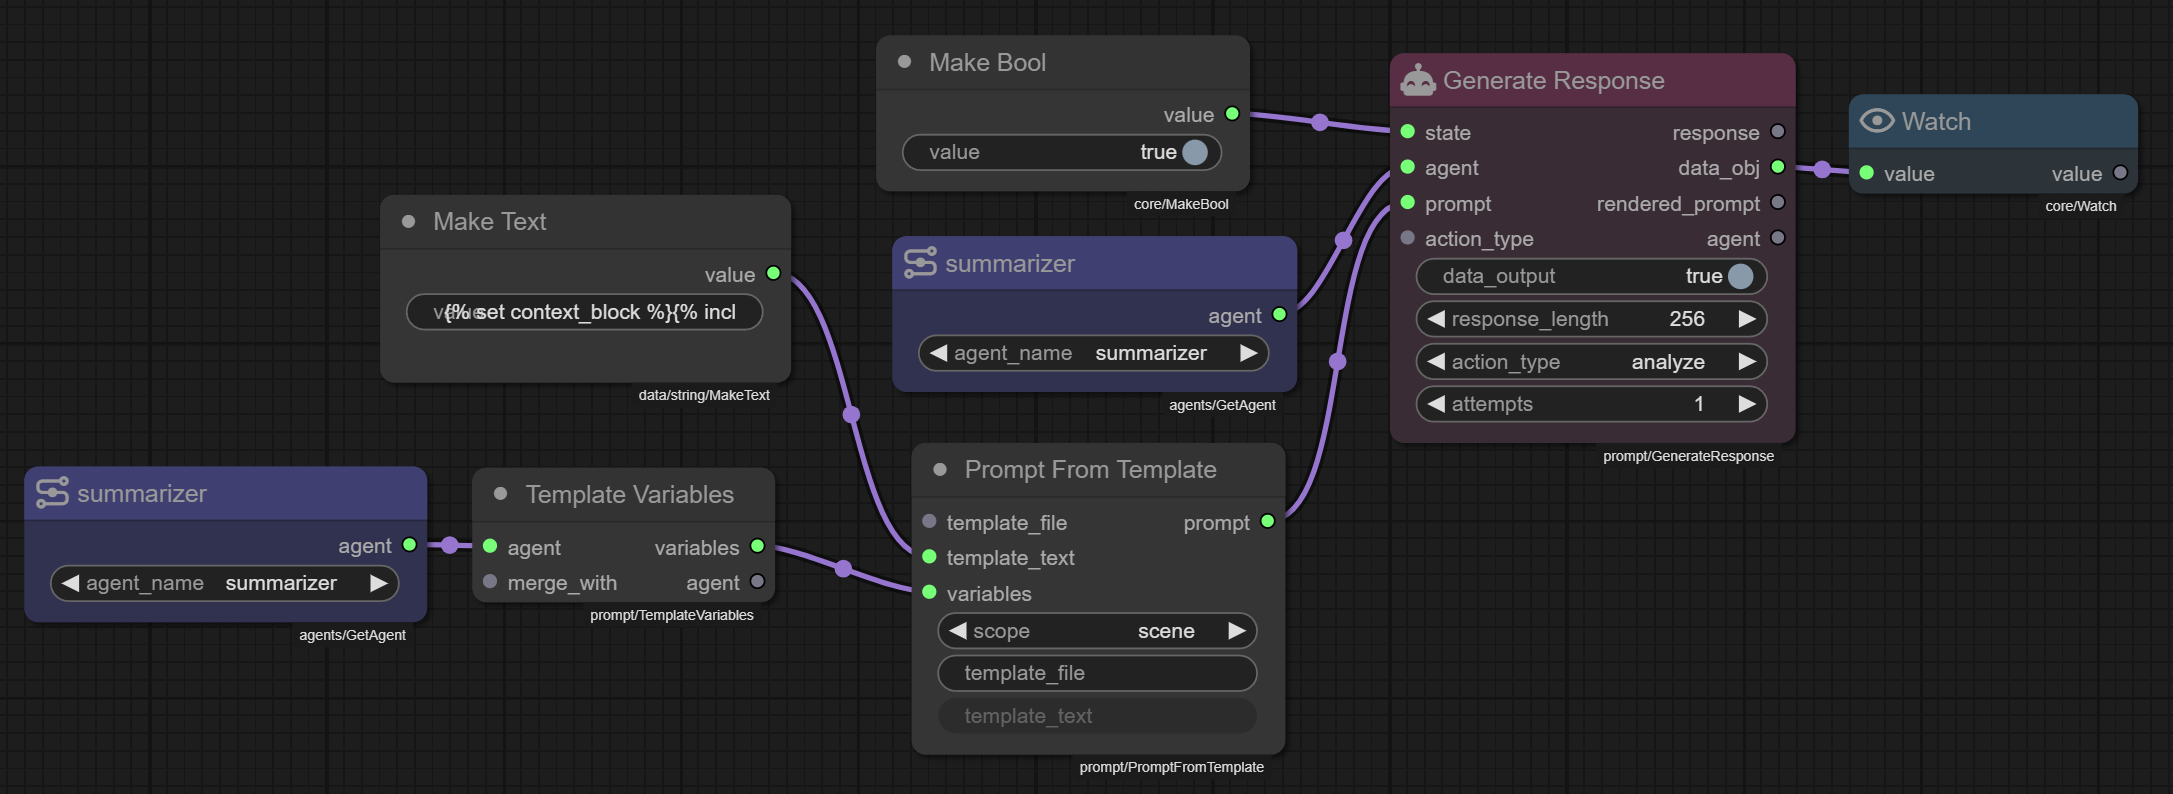 Make Bool
value
value true
core/MakeBool
Generate Response
state response
agent data_obj
prompt rendered_prompt
action_type agent
data_output true
response_length 256
action_type analyze
attempts 1
prompt/GenerateResponse
Watch
value value
core/Watch
Make Text
value
{% set context_block %}{% incl
data/string/MakeText
summarizer
agent
agent_name summarizer
agents/GetAgent
summarizer
agent
agent_name summarizer
agents/GetAgent
Template Variables
agent variables
merge_with agent
prompt/TemplateVariables
Prompt From Template
template_file prompt
template_text
variables
scope scene
template_file
template_text
prompt/PromptFromTemplate